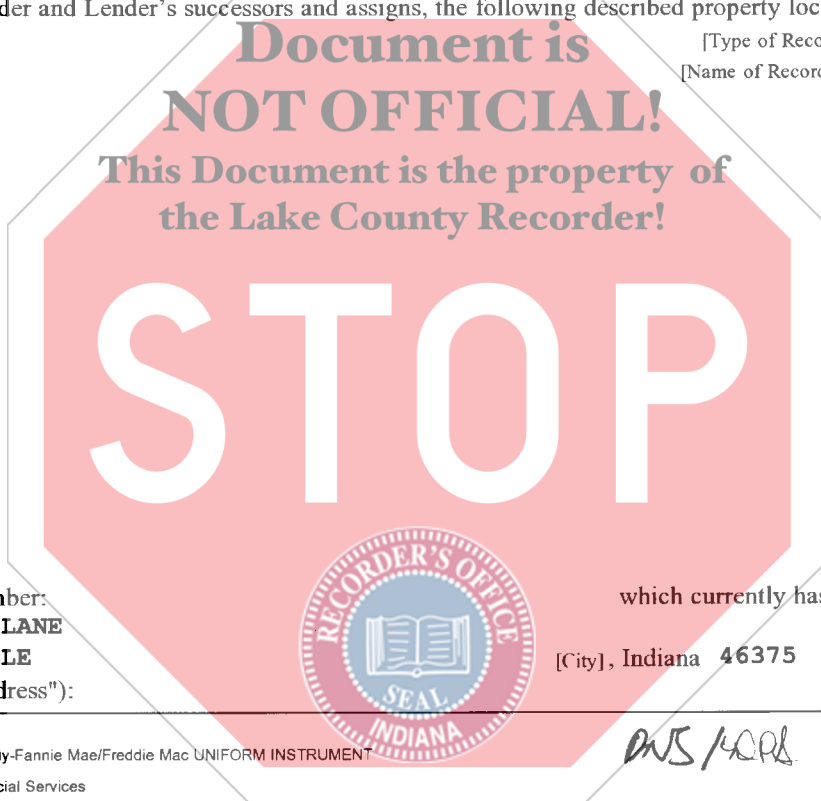 der and Lender's successors and assigns, the following described property loc
Document is
[Type of Reco
[Name of Record
NOT OFFICIAL!
This Document is the property of
the Lake County Recorder!
STOP
RECORDER'S OFFICE
SEAL
INDIANA
nber:
which currently has
LANE
LE
[City], Indiana 46375
dress"):
y-Fannie Mae/Freddie Mac UNIFORM INSTRUMENT
cial Services